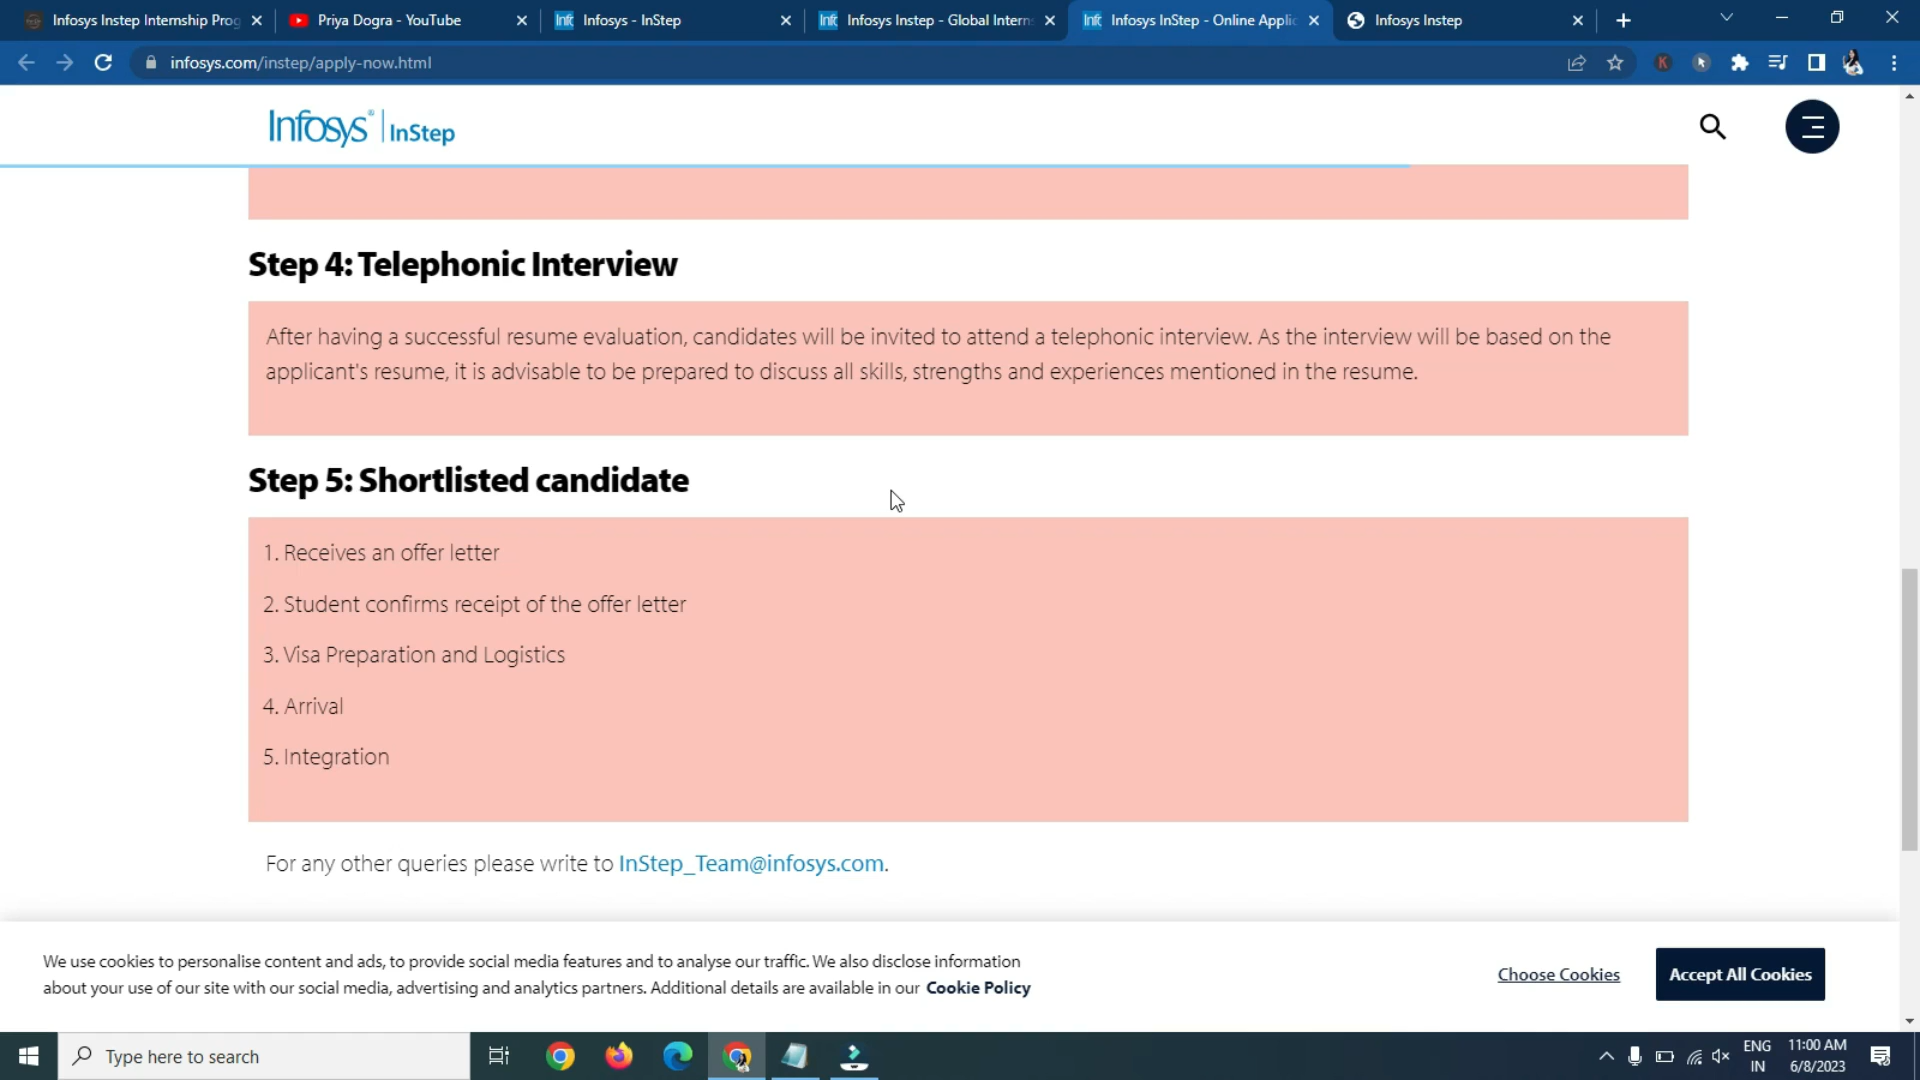 Infosys Instep Internship Prog
Priya Dogra - YouTube
Infosys - InStep
Infosys Instep - Global Intern
Infosys InStep - Online Applic
Infosys Instep
infosys.com/instep/apply-now.html
Infosys® | InStep
Step 4: Telephonic Interview
After having a successful resume evaluation, candidates will be invited to attend a telephonic interview. As the interview will be based on the
applicant's resume, it is advisable to be prepared to discuss all skills, strengths and experiences mentioned in the resume.
Step 5: Shortlisted candidate
1. Receives an offer letter
2. Student confirms receipt of the offer letter
3. Visa Preparation and Logistics
4. Arrival
5. Integration
For any other queries please write to InStep_Team@infosys.com.
We use cookies to personalise content and ads, to provide social media features and to analyse our traffic. We also disclose information
about your use of our site with our social media, advertising and analytics partners. Additional details are available in our Cookie Policy
Choose Cookies
Accept All Cookies
Type here to search
ENG
IN
11:00 AM
6/8/2023